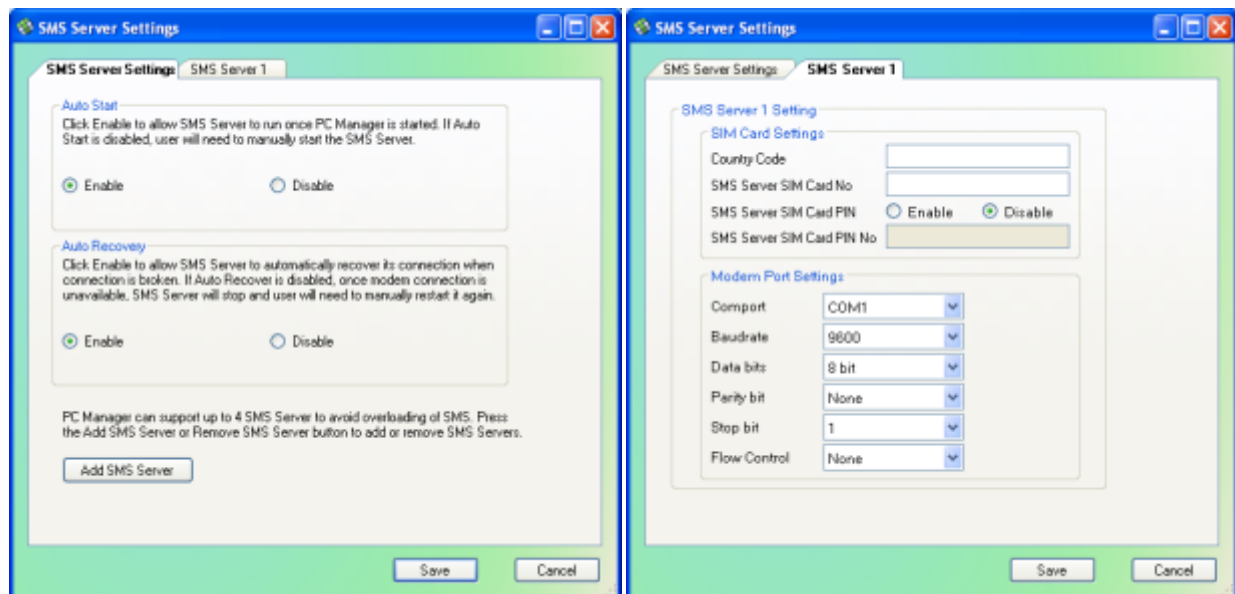 SMS Server Settings
SMS Server Settings
SMS Server 1
Auto Start
Click Enable to allow SMS Server to run once PC Manager is started. If Auto
Start is disabled, user will need to manually start the SMS Server.
Enable
Disable
Auto Recovery
Click Enable to allow SMS Server to automatically recover its connection when
connection is broken. If Auto Recover is disabled, once modem connection is
unavailable, SMS Server will stop and user will need to manually restart it again.
Enable
Disable
PC Manager can support up to 4 SMS Server to avoid overloading of SMS. Press
the Add SMS Server or Remove SMS Server button to add or remove SMS Servers.
Add SMS Server
Save
Cancel
SMS Server Settings
SMS Server Settings
SMS Server 1
SMS Server 1 Setting
SIM Card Settings
Country Code
SMS Server SIM Card No
SMS Server SIM Card PIN
Enable
Disable
SMS Server SIM Card PIN No
Modem Port Settings
Comport
COM1
Baudrate
9600
Data bits
8 bit
Parity bit
None
Stop bit
1
Flow Control
None
Save
Cancel